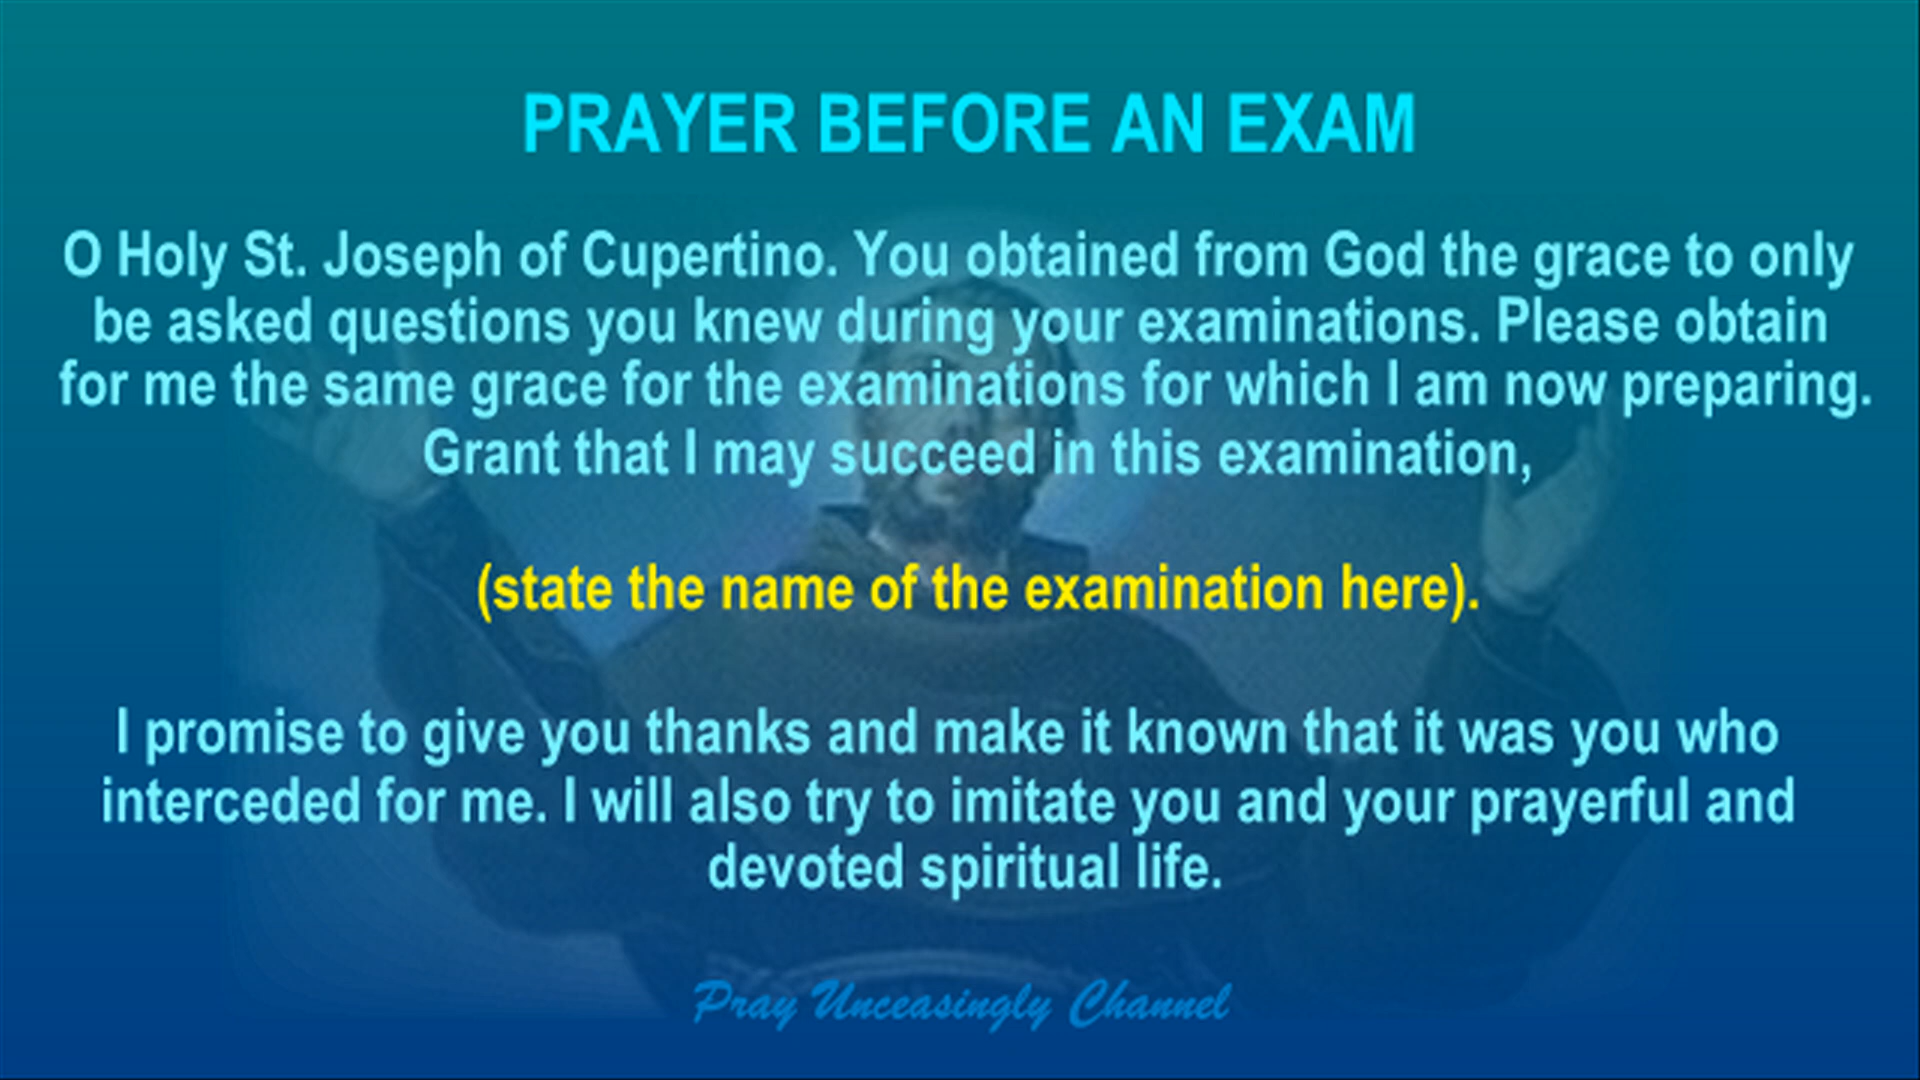 PRAYER BEFORE AN EXAM
O Holy St. Joseph of Cupertino. You obtained from God the grace to only
be asked questions you knew during your examinations. Please obtain
for me the same grace for the examinations for which I am now preparing.
Grant that I may succeed in this examination,
(state the name of the examination here).
I promise to give you thanks and make it known that it was you who
interceded for me. I will also try to imitate you and your prayerful and
devoted spiritual life.
Pray Unceasingly Channel